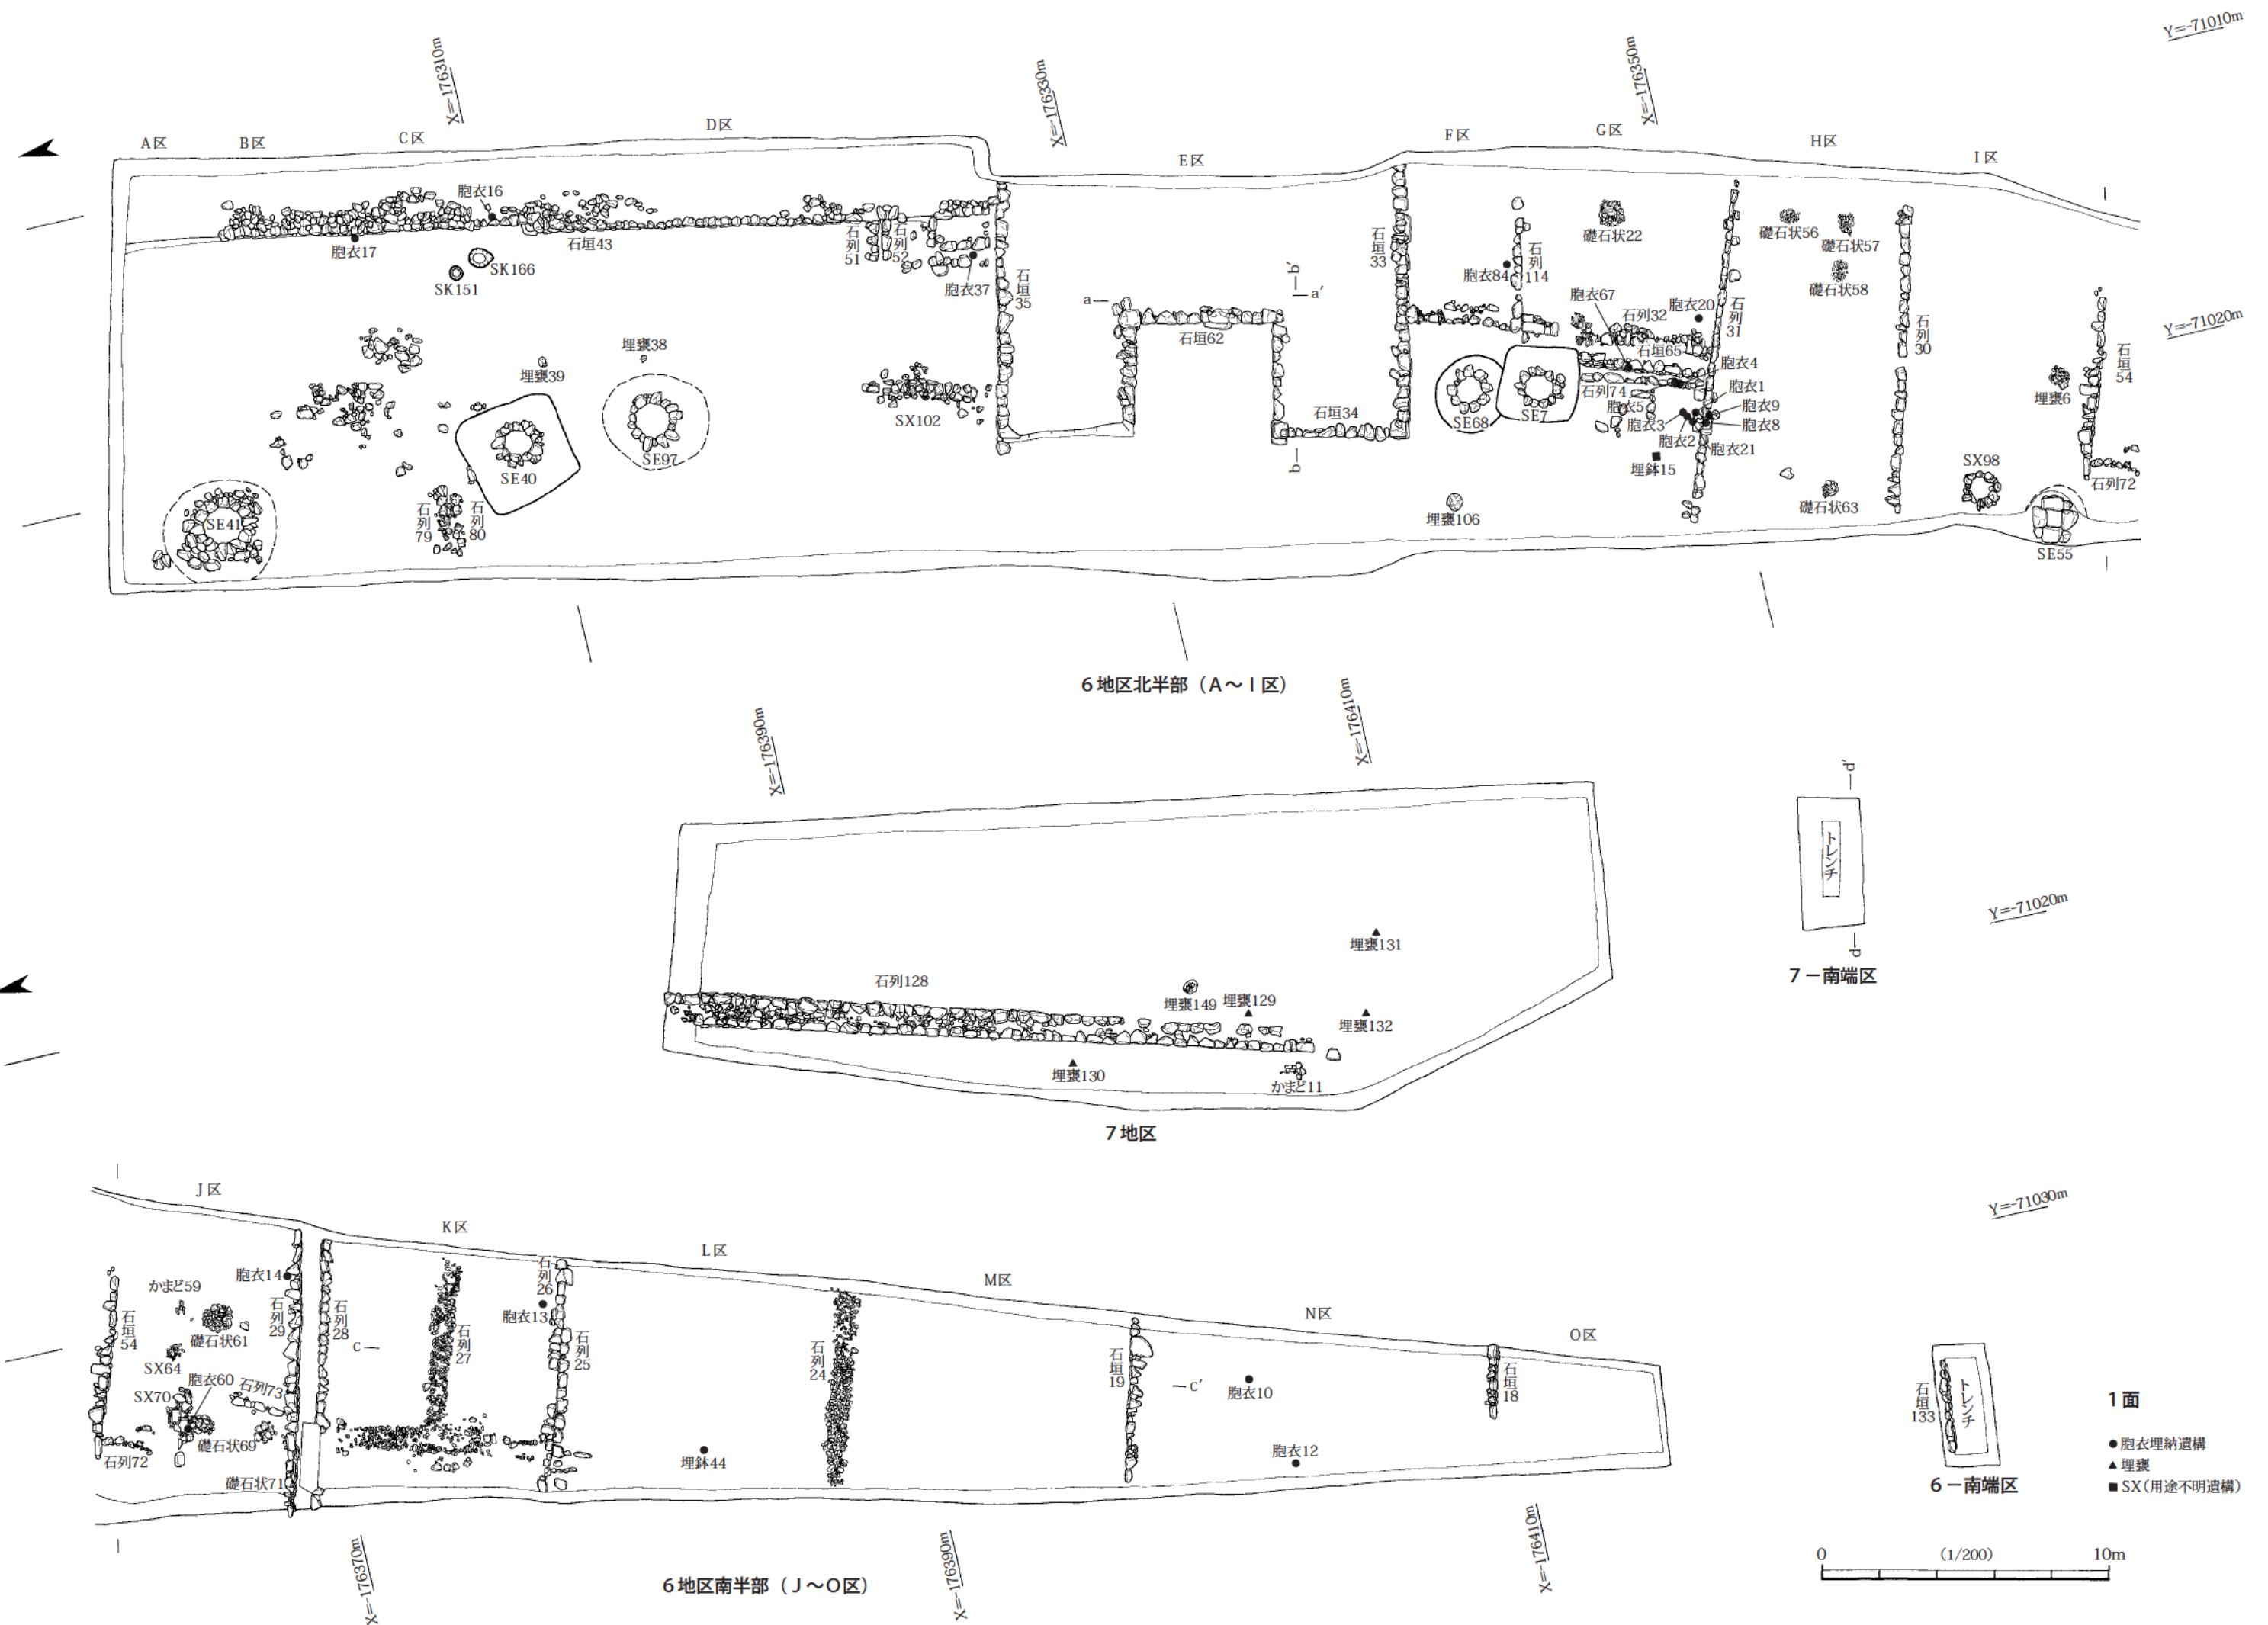 Y=-71010m
X=-176310m
X=-176330m
X=-176350m
A区
B区
C区
D区
E区
F区
G区
H区
I区
胞衣16
胞衣17
石垣43
SK166
SK151
石列51
石列52
胞衣37
石垣35
a
a′
b′
b
石垣62
石垣34
石垣33
胞衣84
石列114
礎石状22
胞衣67
石列32
胞衣20
石列31
石垣65
胞衣4
胞衣1
石列74
胞衣5
胞衣9
胞衣3
胞衣8
胞衣2
胞衣21
埋鉢15
SE68
SE7
埋甕106
礎石状56
礎石状57
礎石状58
石列30
礎石状63
Y=-71020m
石垣54
埋甕6
SX98
石列72
SE55
埋甕38
埋甕39
SE97
SE40
SX102
SE41
石列79
石列80
6地区北半部（A～I区）
X=-176390m
X=-176410m
石列128
埋甕131
埋甕149
埋甕129
埋甕132
埋甕130
かまど11
7地区
d′
トレンチ
d
7－南端区
Y=-71020m
Y=-71030m
J区
K区
L区
M区
N区
O区
胞衣14
かまど59
石垣54
礎石状61
石列29
石列28
SX64
胞衣60
石列73
SX70
礎石状69
石列72
礎石状71
c
石列27
石列26
胞衣13
石列25
埋鉢44
石列24
石垣19
c′
胞衣10
胞衣12
石垣18
X=-176370m
X=-176390m
X=-176410m
6地区南半部（J～O区）
石垣133
トレンチ
6－南端区
1面
●胞衣埋納遺構
▲埋甕
■SX（用途不明遺構）
0 (1/200) 10m